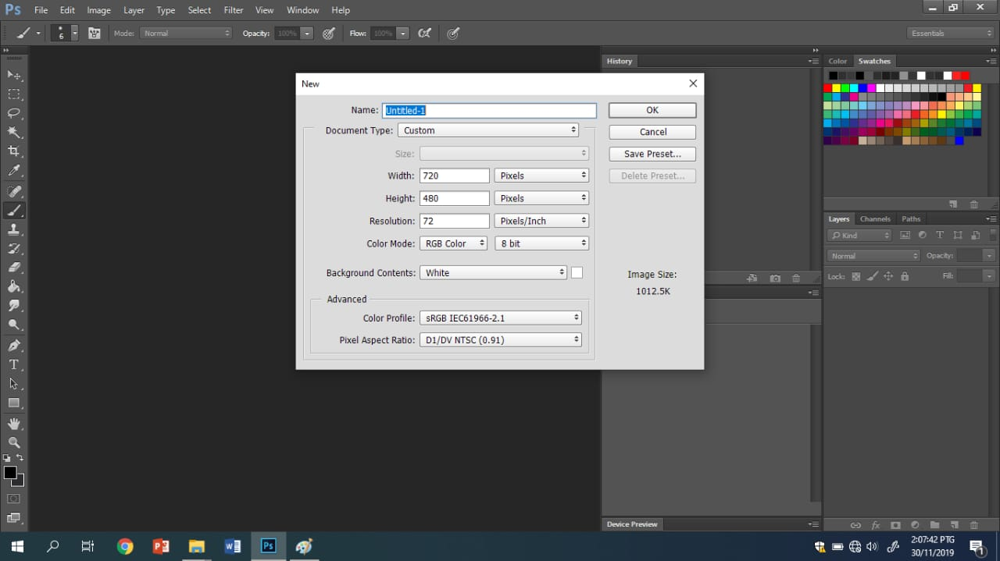 Ps File Edit Image Layer Type Select Filter View Window Help
6 Mode: Normal Opacity: 100% Flow: 100% Essentials
History
Color Swatches
New
Name: Untitled-1 OK
Document Type: Custom Cancel
Size: Save Preset...
Width: 720 Pixels Delete Preset...
Height: 480 Pixels
Resolution: 72 Pixels/Inch
Color Mode: RGB Color 8 bit
Background Contents: White
Image Size:
1012.5K
Advanced
Color Profile: sRGB IEC61966-2.1
Pixel Aspect Ratio: D1/DV NTSC (0.91)
Layers Channels Paths
Kind
Normal Opacity:
Lock: Fill:
T
Device Preview
fx
Ps
2:07:42 PTG
30/11/2019
1